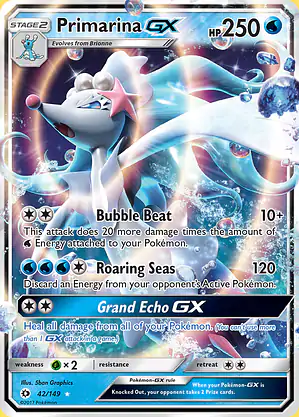 STAGE 2 Primarina GX HP 250
Evolves from Brionne
Bubble Beat 10+
This attack does 20 more damage times the amount of
Energy attached to your Pokémon.
Roaring Seas 120
Discard an Energy from your opponent's Active Pokémon.
Grand Echo GX
Heal all damage from all of your Pokémon. (You can't use more
than 1 GX attack in a game.)
weakness × 2 resistance retreat
Illus. 5ban Graphics
Pokémon-GX rule
When your Pokémon-GX is
Knocked Out, your opponent takes 2 Prize cards.
42/149
©2017 Pokémon